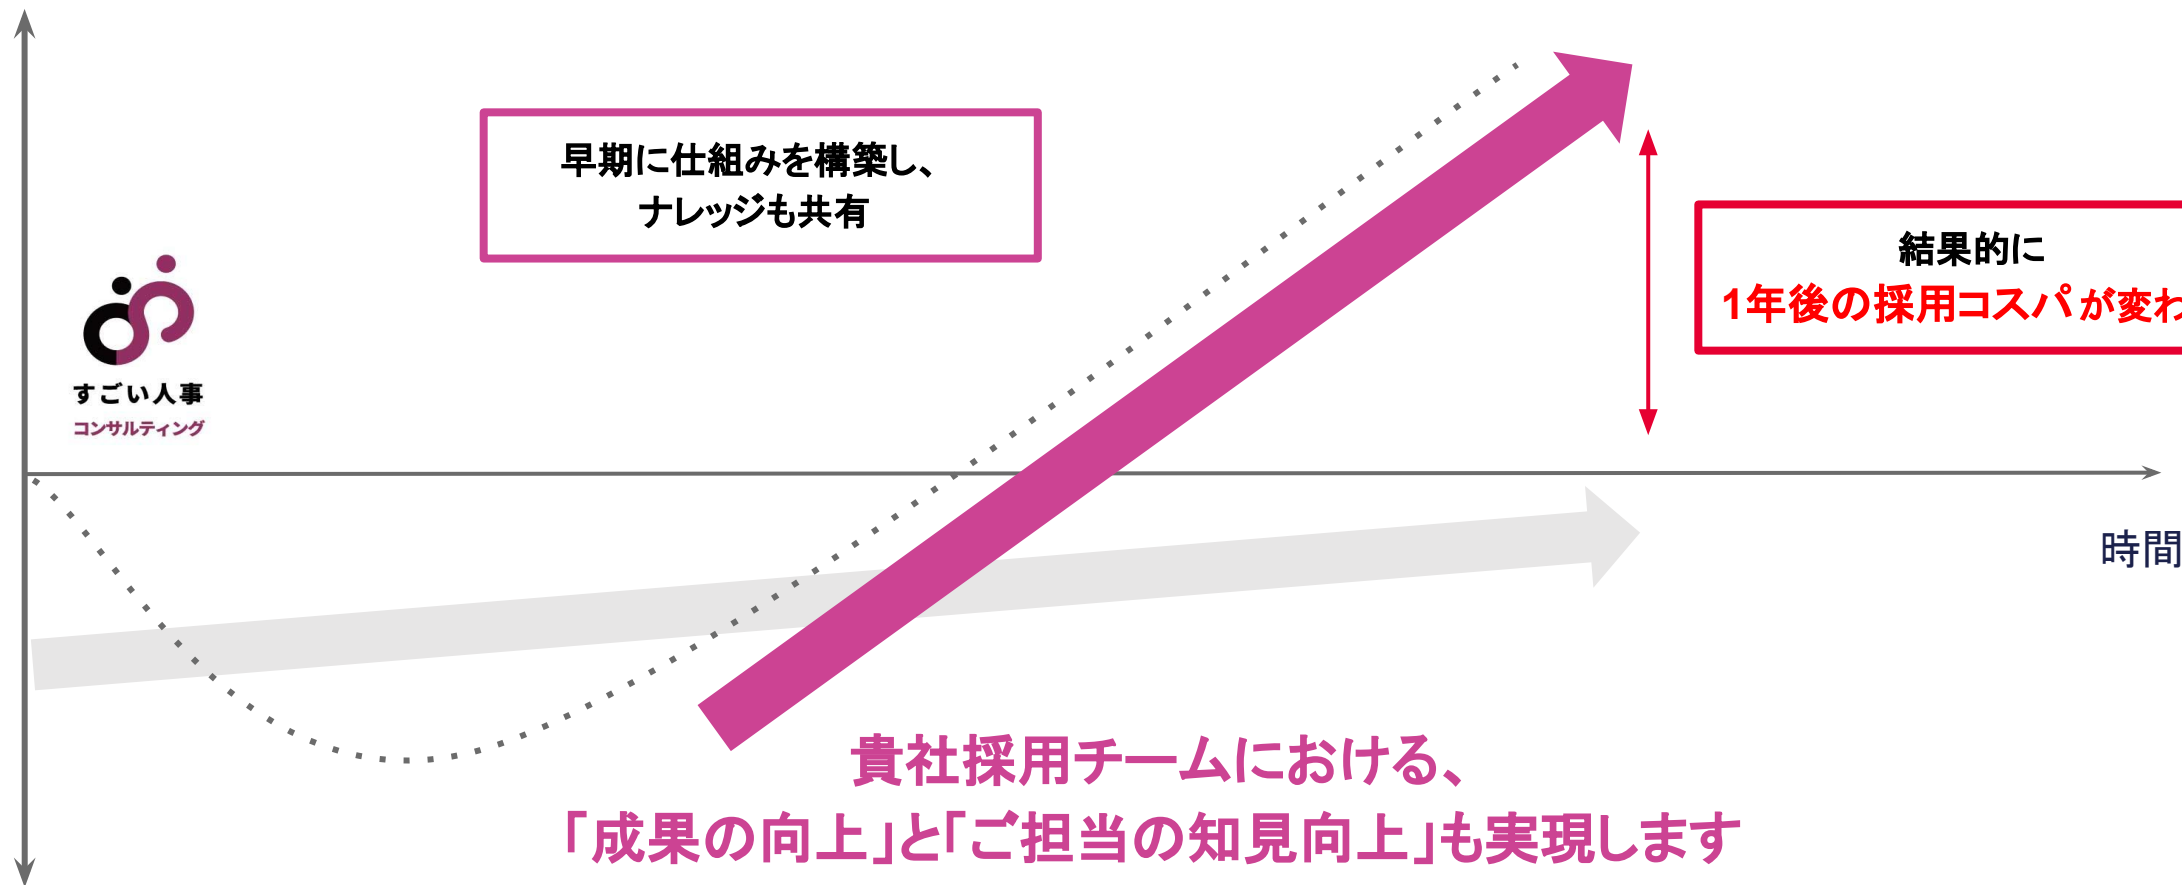 早期に仕組みを構築し、
ナレッジも共有
すごい人事
コンサルティング
結果的に
1年後の採用コスパが変わ
時間
貴社採用チームにおける、
「成果の向上」と「ご担当の知見向上」も実現します